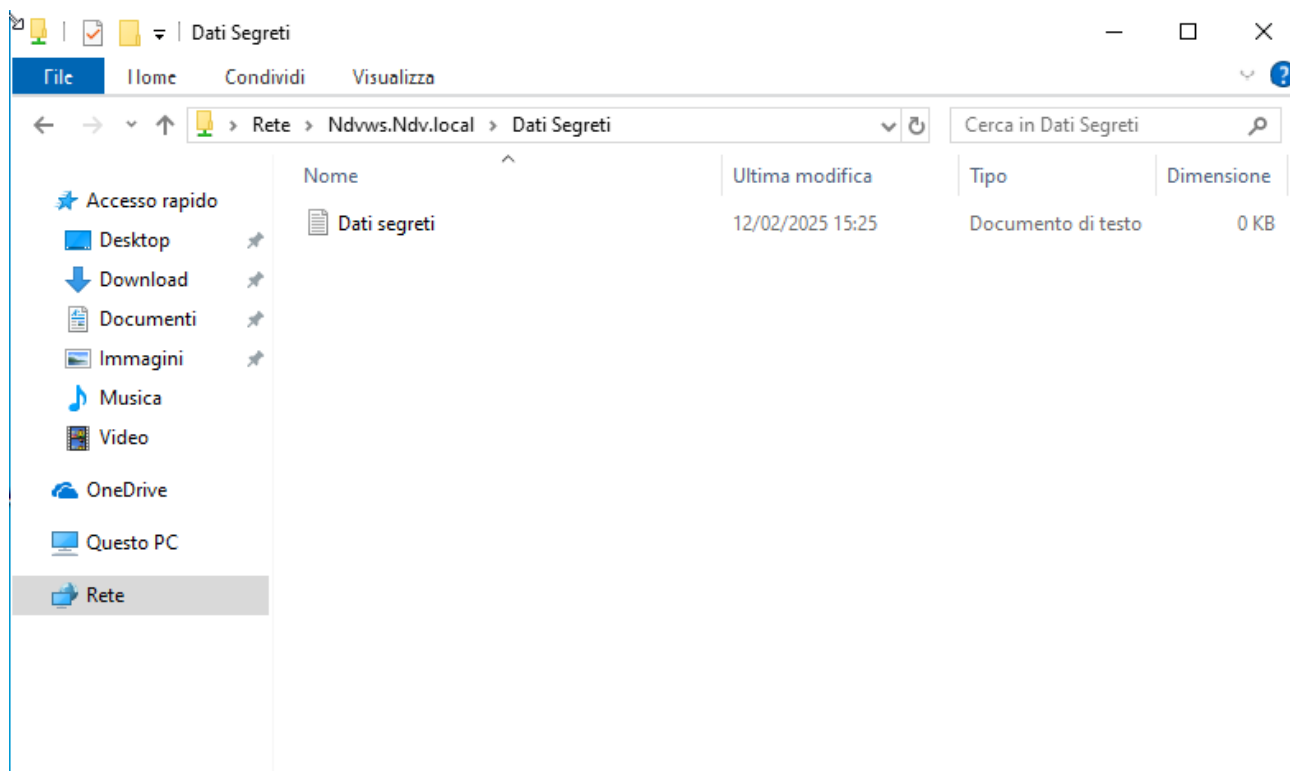 Dati Segreti
File Home Condividi Visualizza
Rete Ndvws.Ndv.local Dati Segreti Cerca in Dati Segreti
Nome Ultima modifica Tipo Dimensione
Accesso rapido
Dati segreti 12/02/2025 15:25 Documento di testo 0 KB
Desktop
Download
Documenti
Immagini
Musica
Video
OneDrive
Questo PC
Rete